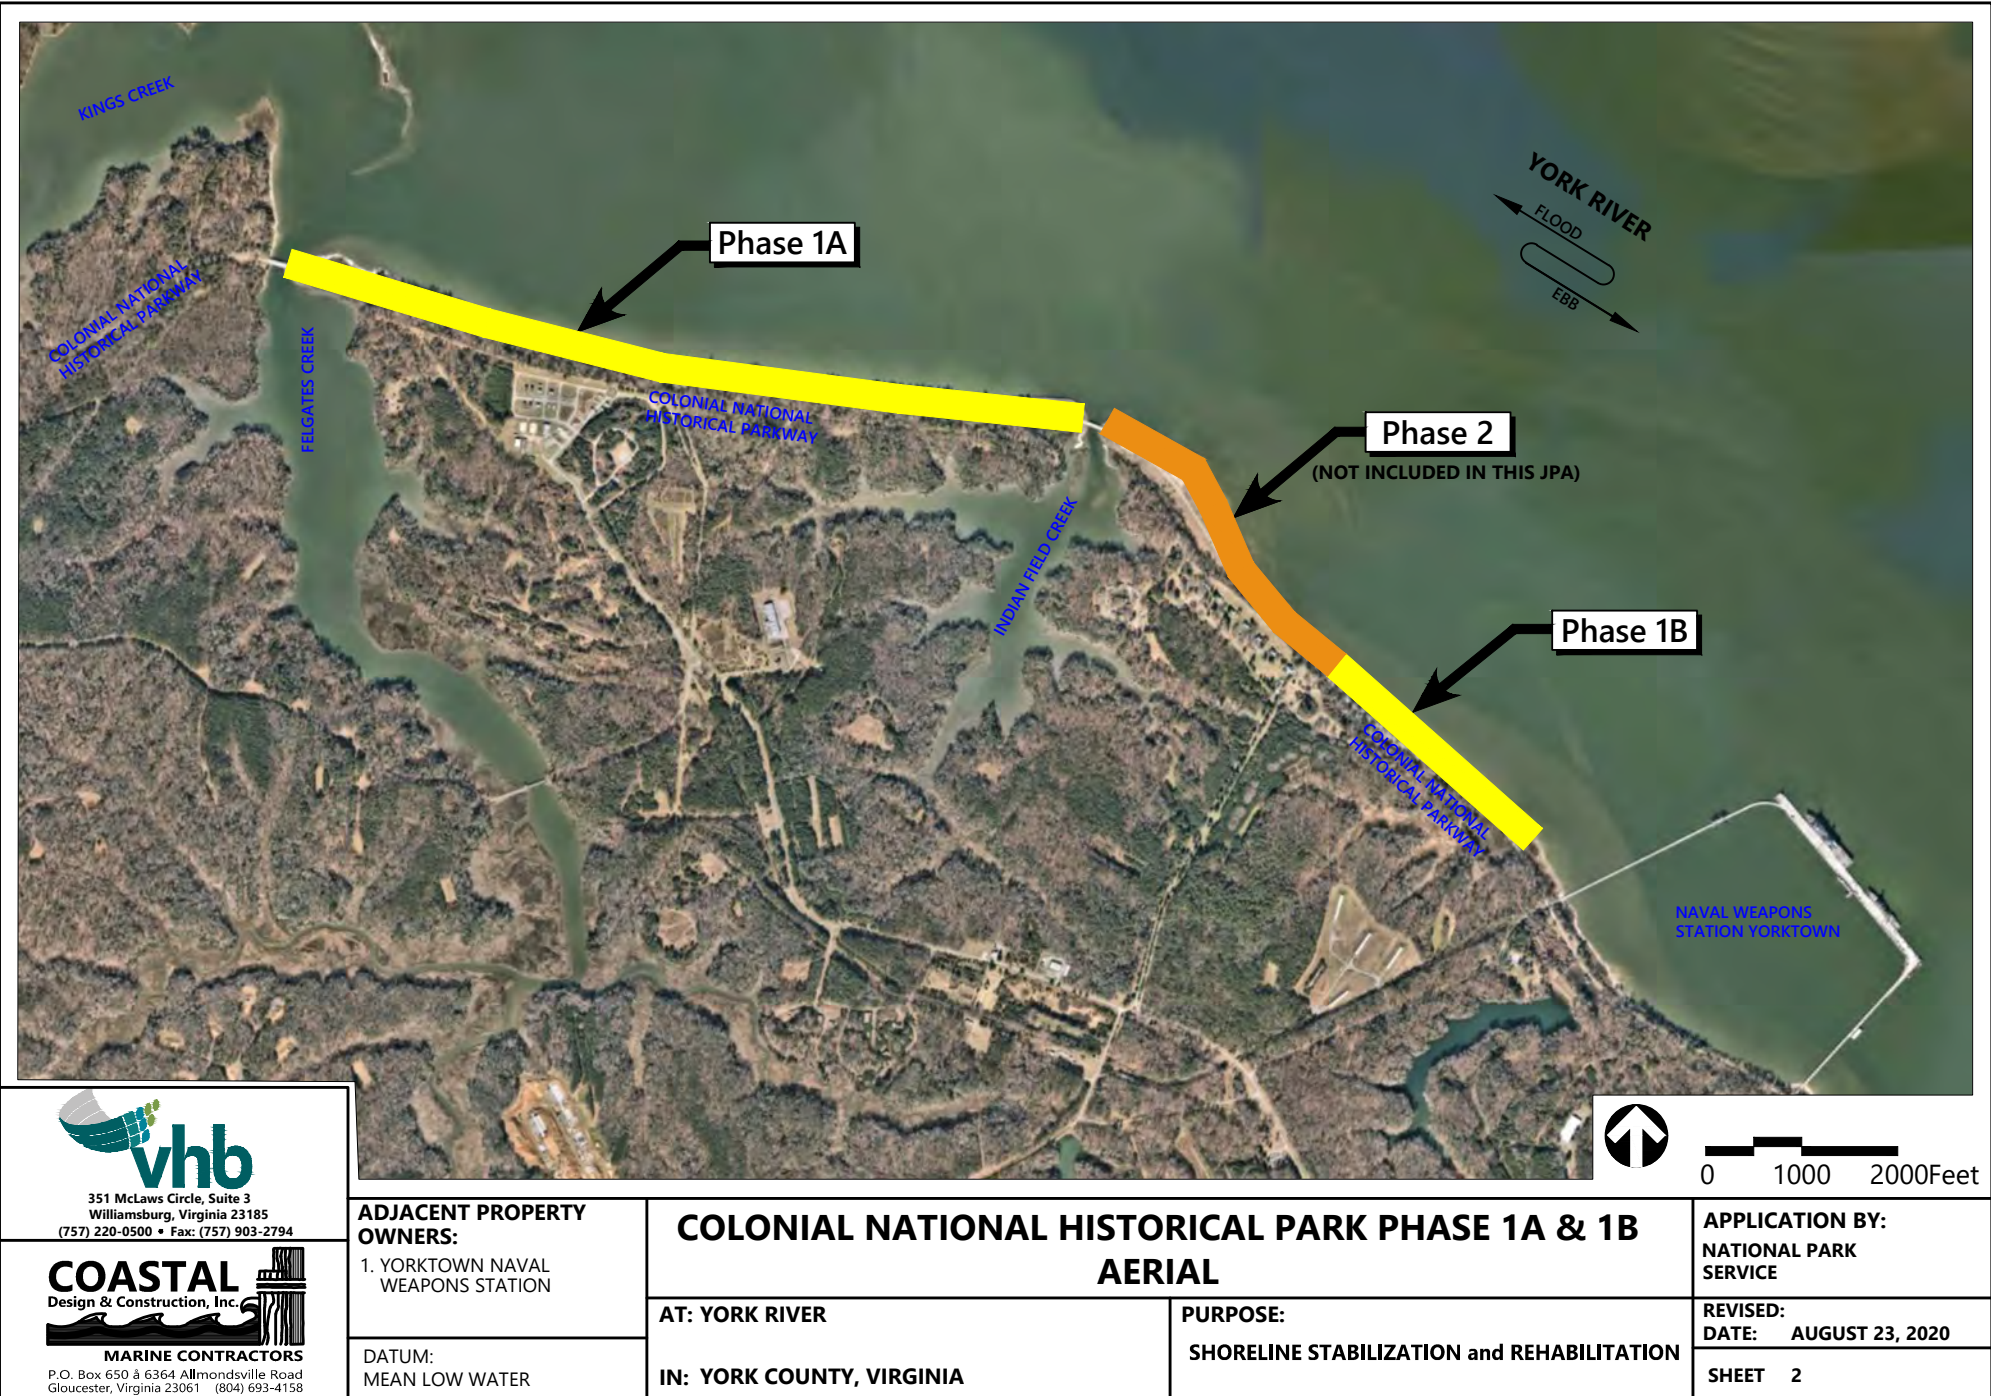 KINGS CREEK
YORK RIVER
FLOOD
EBB
Phase 1A
COLONIAL NATIONAL
HISTORICAL PARKWAY
FELGATES CREEK
COLONIAL NATIONAL
HISTORICAL PARKWAY
Phase 2
(NOT INCLUDED IN THIS JPA)
INDIAN FIELD CREEK
Phase 1B
COLONIAL NATIONAL
HISTORICAL PARKWAY
NAVAL WEAPONS
STATION YORKTOWN
0 1000 2000Feet
vhb
351 McLaws Circle, Suite 3
Williamsburg, Virginia 23185
(757) 220-0500 • Fax: (757) 903-2794
COASTAL
Design & Construction, Inc.
MARINE CONTRACTORS
P.O. Box 650 â 6364 Allmondsville Road
Gloucester, Virginia 23061 (804) 693-4158
ADJACENT PROPERTY
OWNERS:
1. YORKTOWN NAVAL
WEAPONS STATION
DATUM:
MEAN LOW WATER
COLONIAL NATIONAL HISTORICAL PARK PHASE 1A & 1B
AERIAL
AT: YORK RIVER
IN: YORK COUNTY, VIRGINIA
PURPOSE:
SHORELINE STABILIZATION and REHABILITATION
APPLICATION BY:
NATIONAL PARK
SERVICE
REVISED:
DATE: AUGUST 23, 2020
SHEET 2